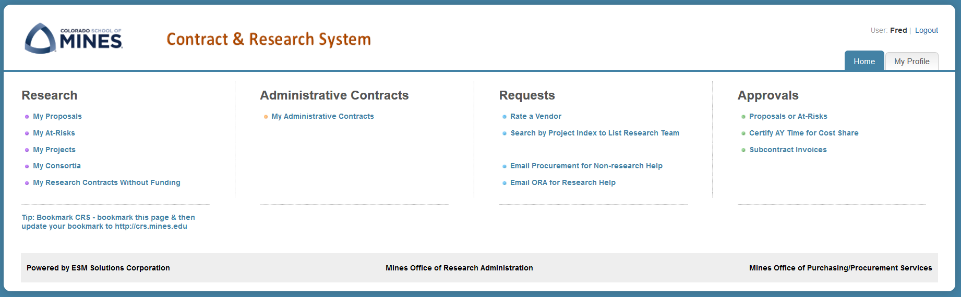 COLORADO SCHOOL OF
MINES
Contract & Research System
User: Fred | Logout
Home
My Profile
Research
My Proposals
My At-Risks
My Projects
My Consortia
My Research Contracts Without Funding
Tip: Bookmark CRS - bookmark this page & then
update your bookmark to http://crs.mines.edu
Administrative Contracts
My Administrative Contracts
Requests
Rate a Vendor
Search by Project Index to List Research Team
Email Procurement for Non-research Help
Email ORA for Research Help
Approvals
Proposals or At-Risks
Certify AY Time for Cost Share
Subcontract Invoices
Powered by ESM Solutions Corporation
Mines Office of Research Administration
Mines Office of Purchasing/Procurement Services